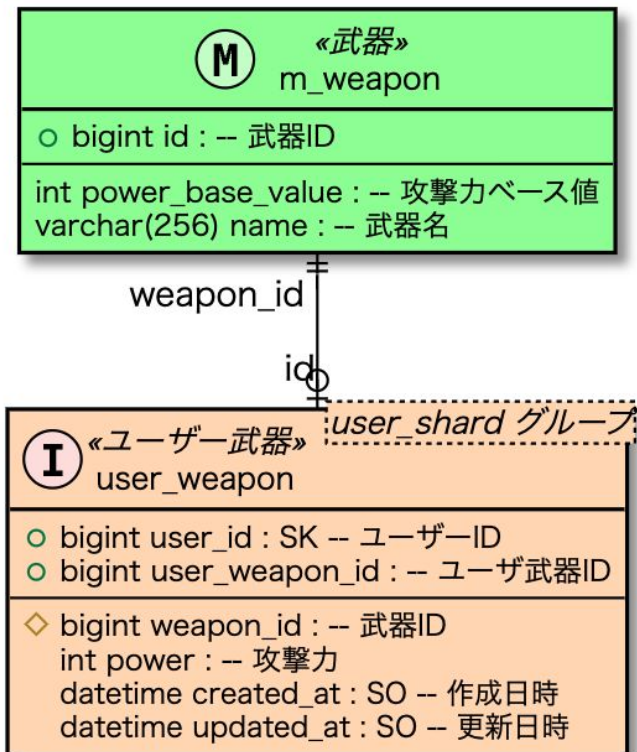 M
«武器»
m_weapon
bigint id : -- 武器ID
int power_base_value : -- 攻撃力ベース値
varchar(256) name : -- 武器名
weapon_id
id
user_shard グループ
I
«ユーザー武器»
user_weapon
bigint user_id : SK -- ユーザーID
bigint user_weapon_id : -- ユーザ武器ID
bigint weapon_id : -- 武器ID
int power : -- 攻撃力
datetime created_at : SO -- 作成日時
datetime updated_at : SO -- 更新日時